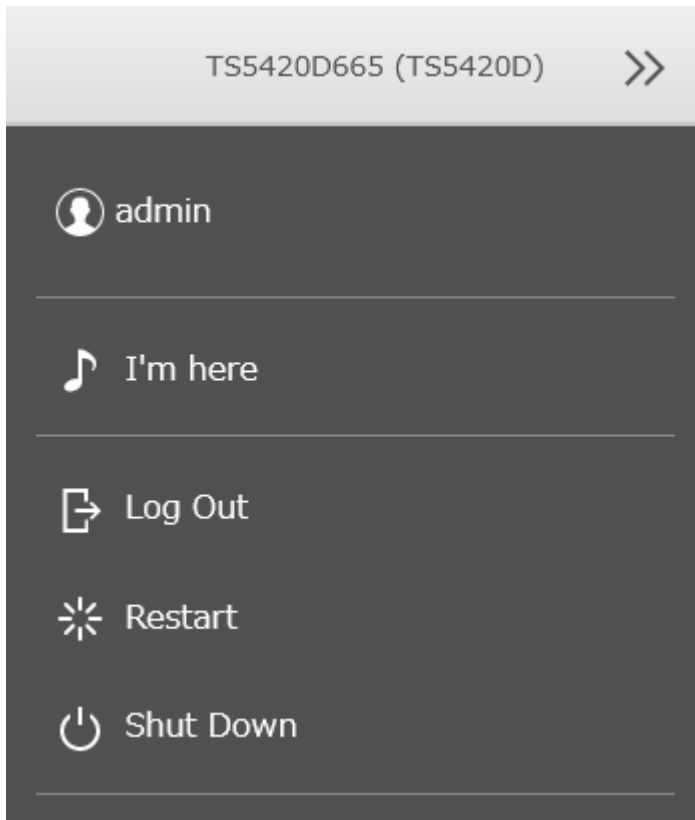 TS5420D665 (TS5420D)
admin
I'm here
Log Out
Restart
Shut Down